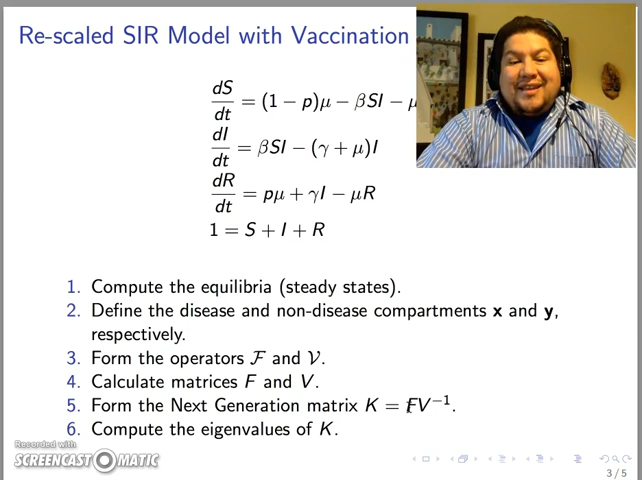 Re-scaled SIR Model with Vaccination
dS/dt = (1 − p)μ − βSI − μ
dI/dt = βSI − (γ + μ)I
dR/dt = pμ + γI − μR
1 = S + I + R
1. Compute the equilibria (steady states).
2. Define the disease and non-disease compartments x and y,
respectively.
3. Form the operators ℱ and 𝒱.
4. Calculate matrices F and V.
5. Form the Next Generation matrix K = FV⁻¹.
6. Compute the eigenvalues of K.
Recorded with
SCREENCAST-O-MATIC
3 / 5